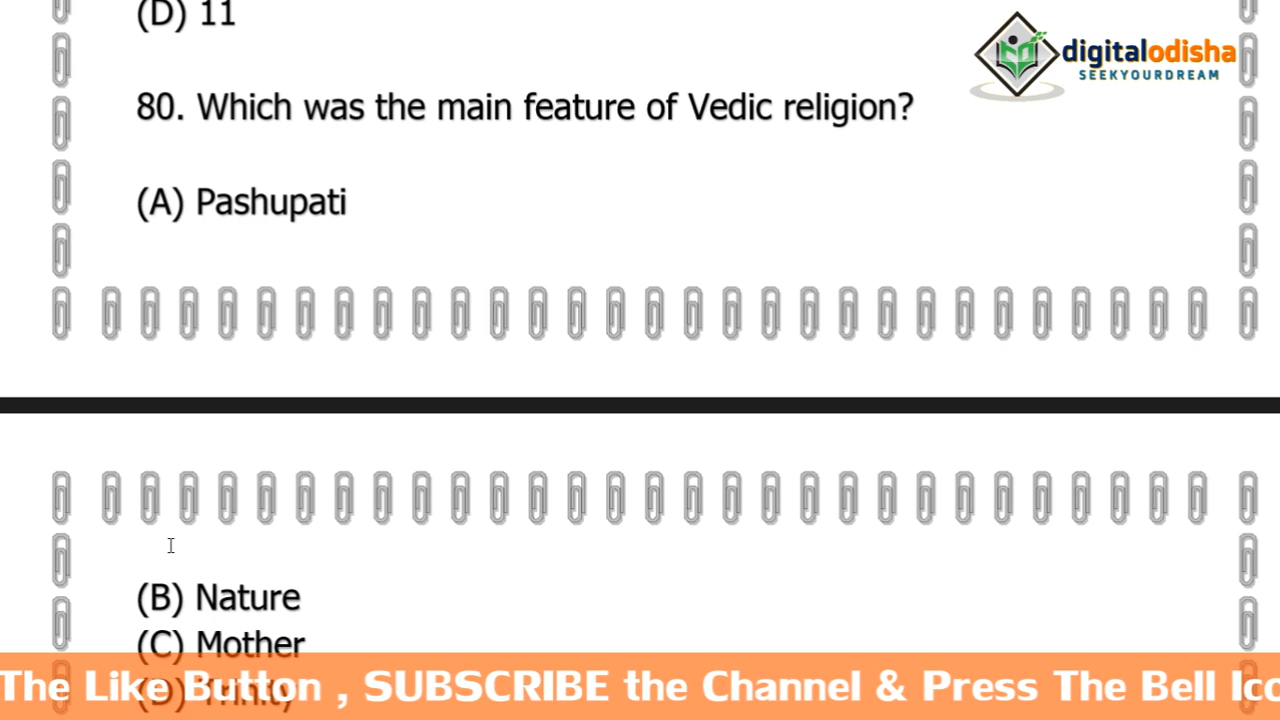 (D) 11
digitalodisha
SEEKYOURDREAM
80. Which was the main feature of Vedic religion?
(A) Pashupati
(B) Nature
(C) Mother
(D) Trinity
The Like Button , SUBSCRIBE the Channel & Press The Bell Ico